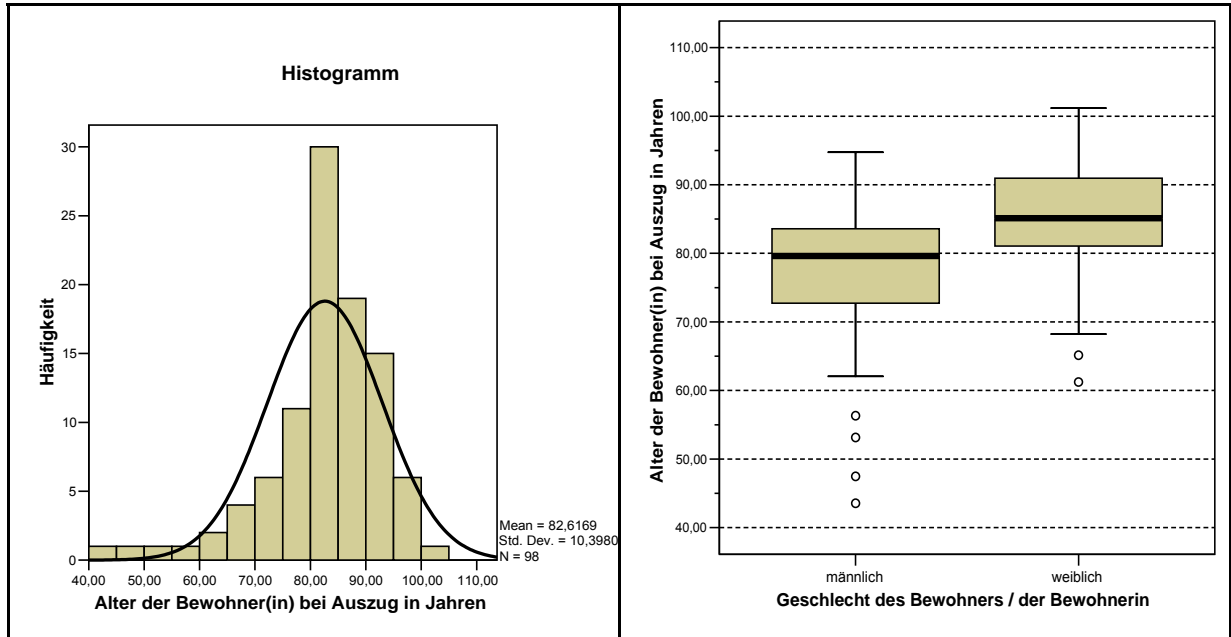 Histogramm
Häufigkeit
30
25
20
15
10
5
0
40,00 50,00 60,00 70,00 80,00 90,00 100,00 110,00
Alter der Bewohner(in) bei Auszug in Jahren
Mean = 82,6169
Std. Dev. = 10,3980
N = 98
Alter der Bewohner(in) bei Auszug in Jahren
110,00
100,00
90,00
80,00
70,00
60,00
50,00
40,00
männlich weiblich
Geschlecht des Bewohners / der Bewohnerin